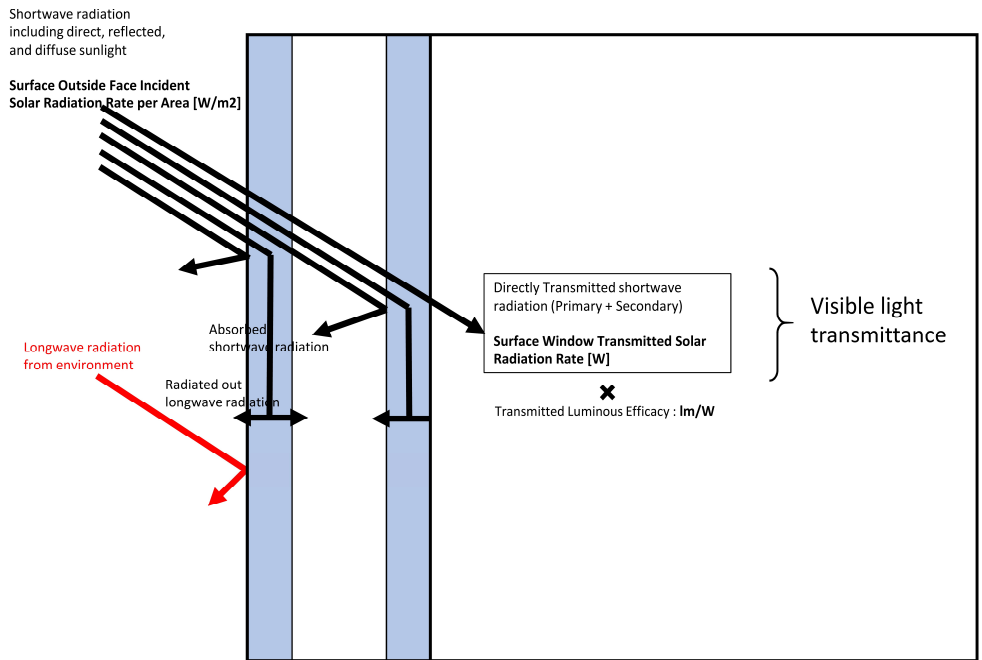 Shortwave radiation
including direct, reflected,
and diffuse sunlight
Surface Outside Face Incident
Solar Radiation Rate per Area [W/m2]
Directly Transmitted shortwave
radiation (Primary + Secondary)
Surface Window Transmitted Solar
Radiation Rate [W]
Visible light
transmittance
Absorbed
shortwave radiation
Longwave radiation
from environment
Radiated out
longwave radiation
Transmitted Luminous Efficacy : lm/W